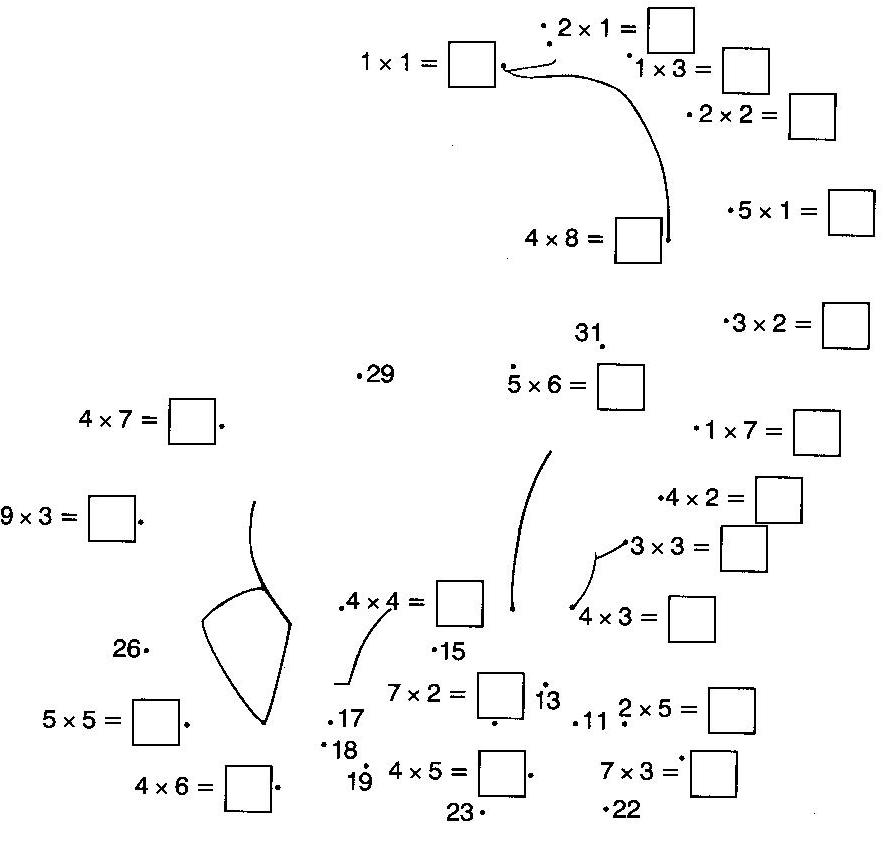 2 × 1 =
1 × 1 =
1 × 3 =
2 × 2 =
5 × 1 =
4 × 8 =
3 × 2 =
31
29
5 × 6 =
4 × 7 =
1 × 7 =
4 × 2 =
9 × 3 =
3 × 3 =
4 × 4 =
4 × 3 =
26
15
7 × 2 =
13
2 × 5 =
5 × 5 =
17
11
18
19
4 × 5 =
7 × 3 =
4 × 6 =
23
22